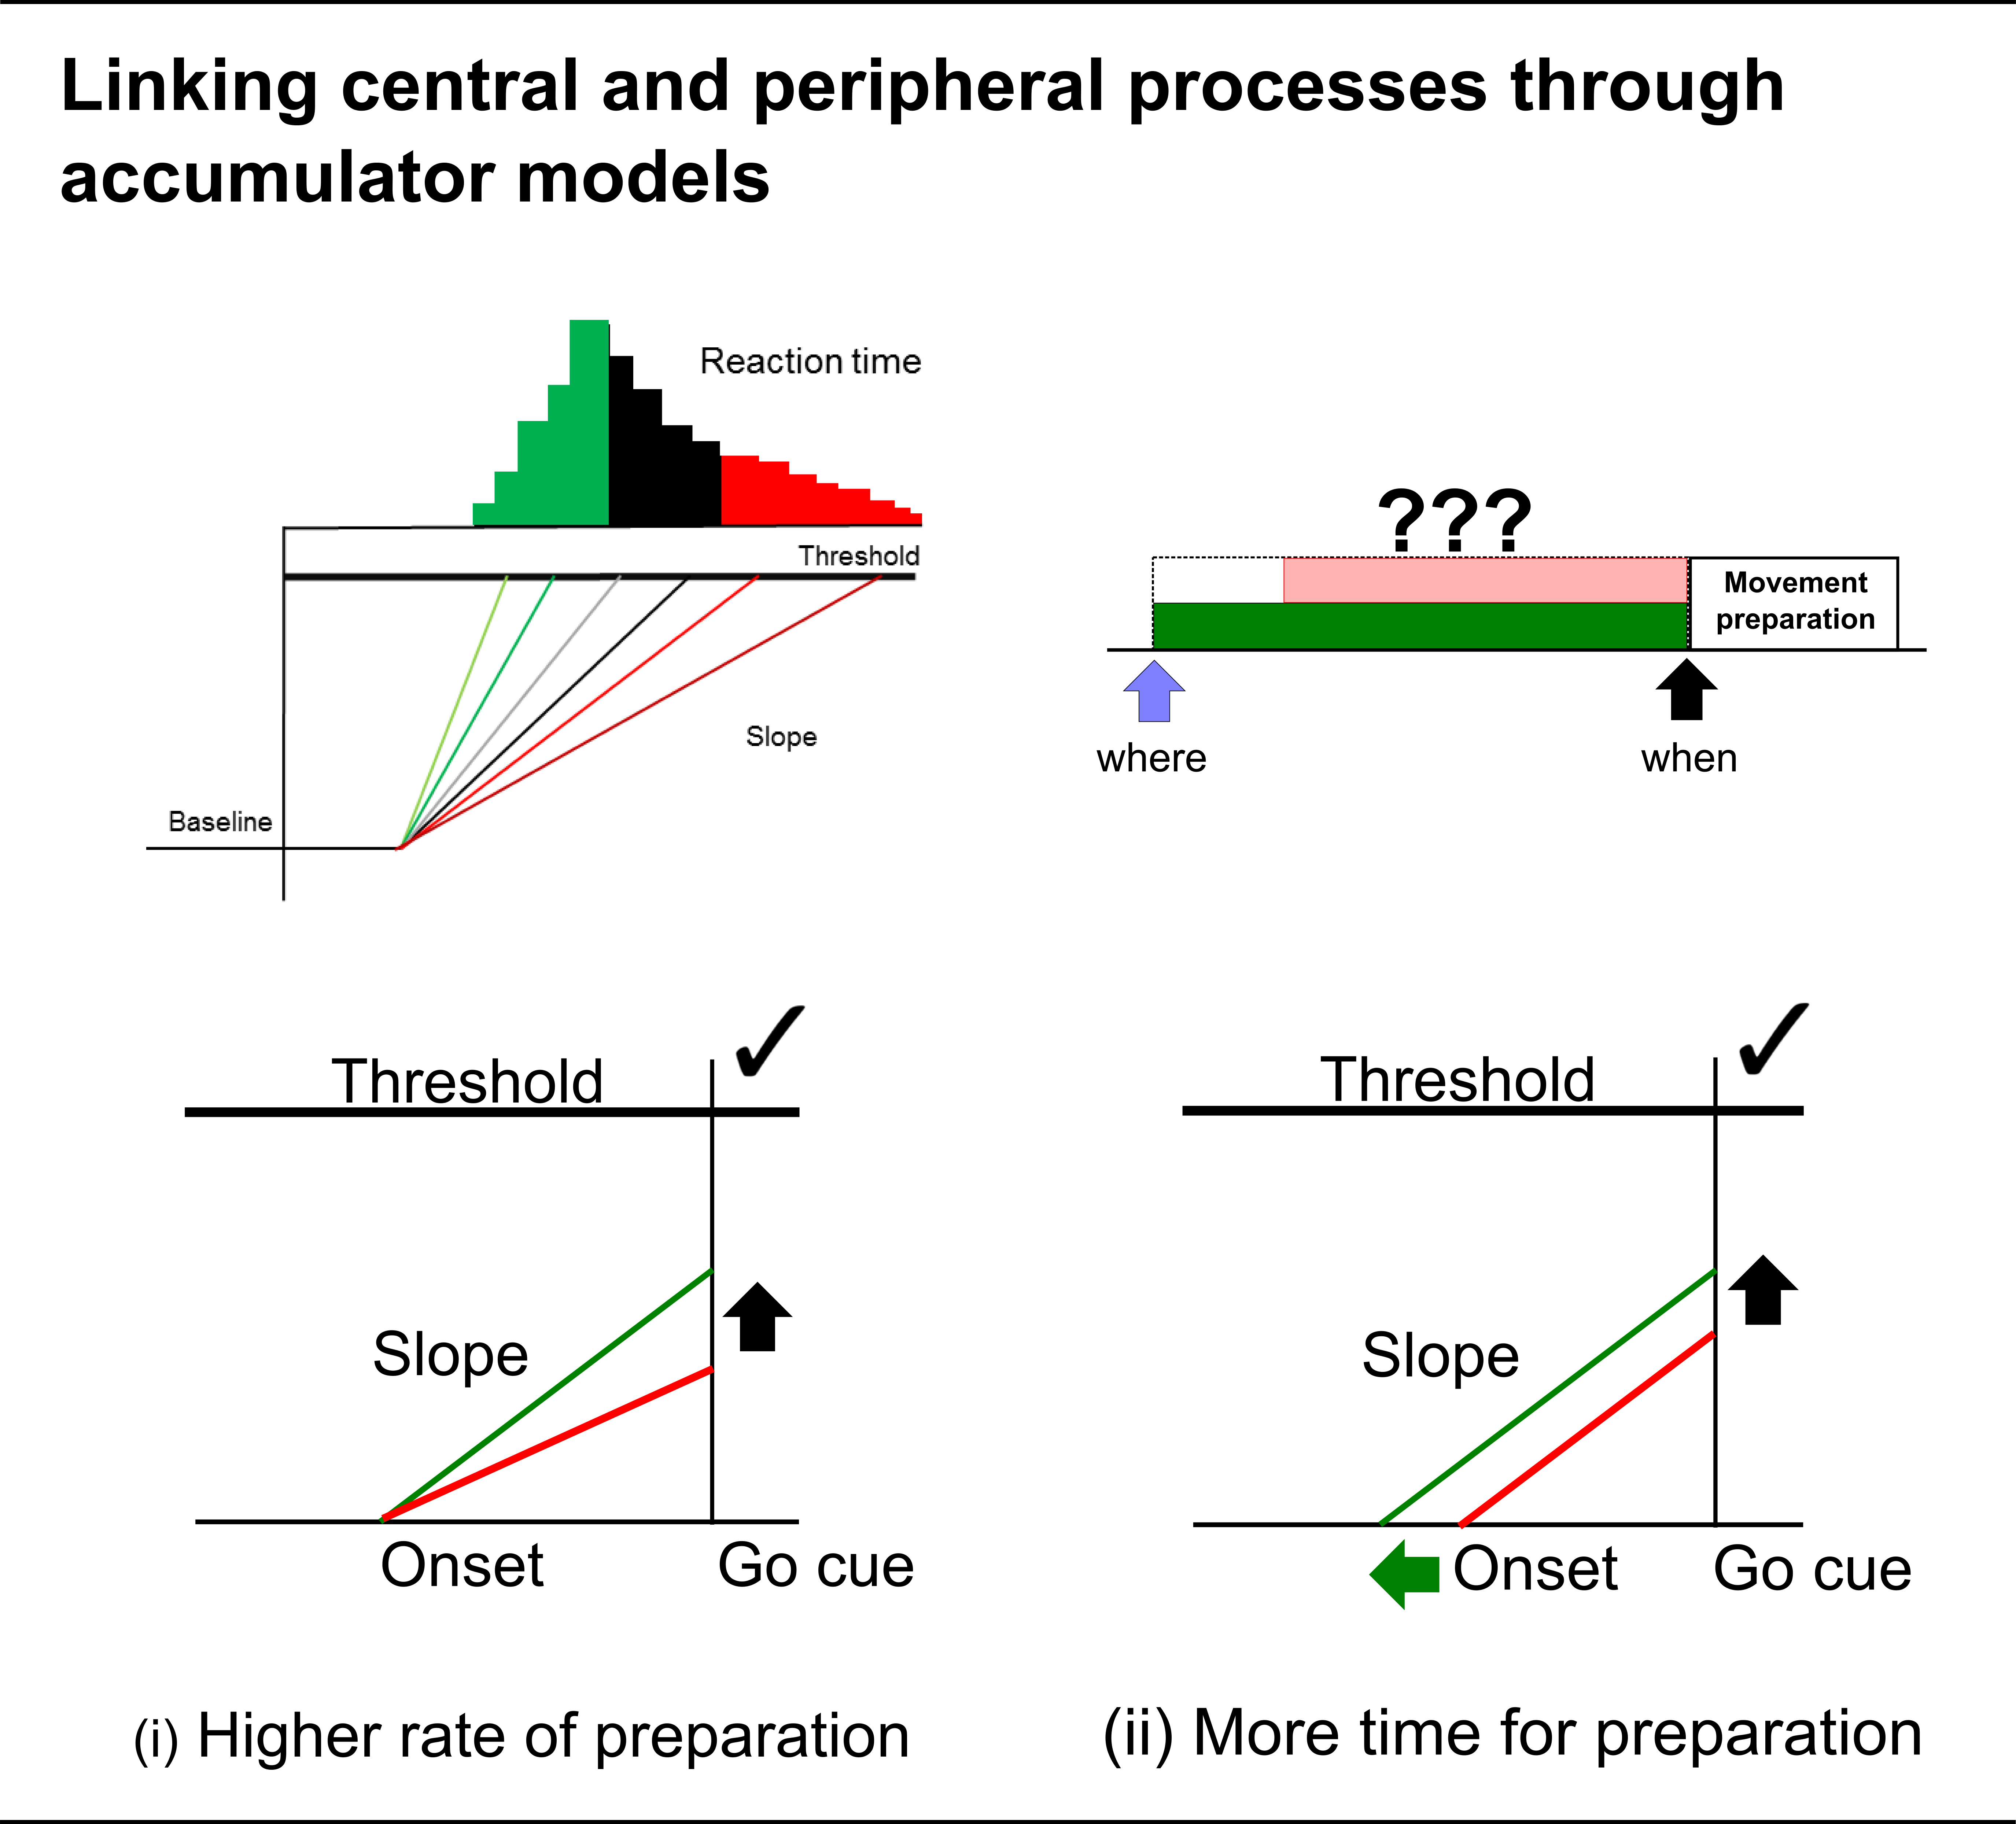 Linking central and peripheral processes through
accumulator models
Reaction time
Threshold
Slope
Baseline
???
Movement
preparation
where
when
Threshold
Slope
Onset
Go cue
(i) Higher rate of preparation
Threshold
Slope
Onset
Go cue
(ii) More time for preparation